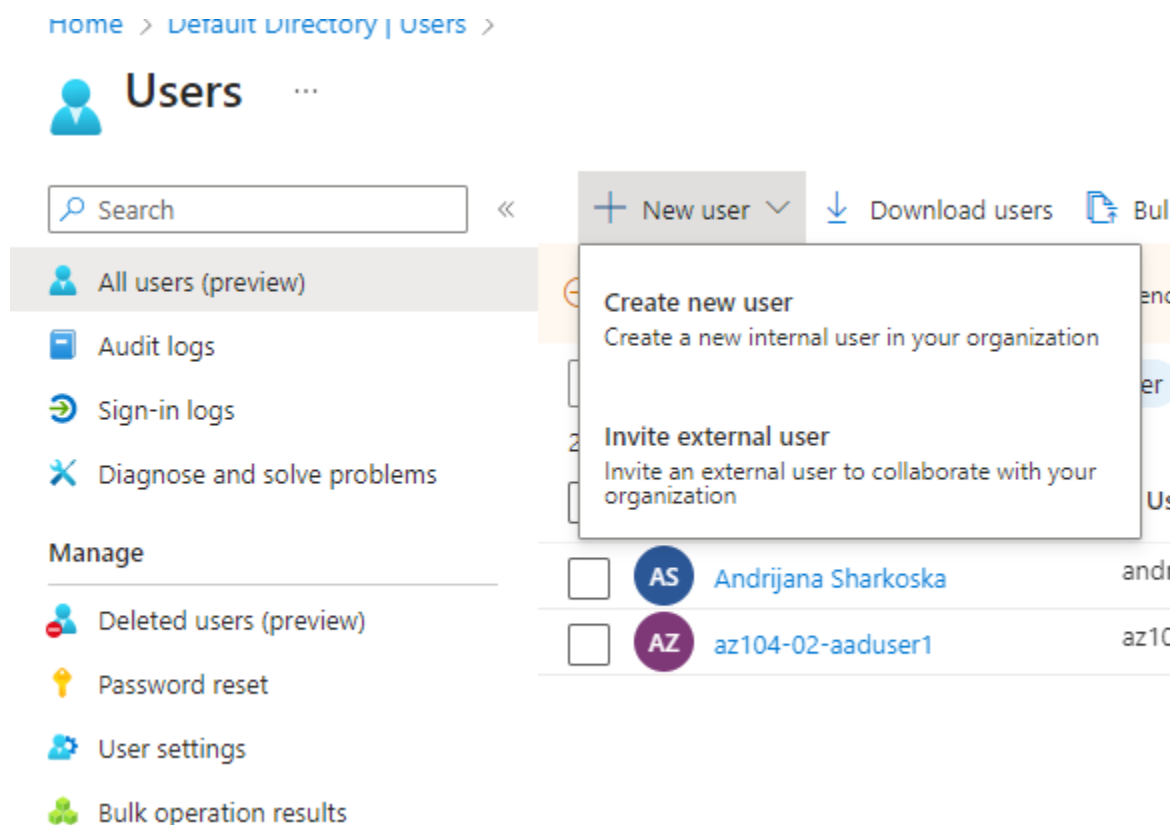 Home > Default Directory | Users >
Users ...
Search
«
New user
Download users
All users (preview)
Audit logs
Sign-in logs
Diagnose and solve problems
Manage
Deleted users (preview)
Password reset
User settings
Bulk operation results
Create new user
Create a new internal user in your organization
Invite external user
Invite an external user to collaborate with your
organization
AS Andrijana Sharkoska
AZ az104-02-aaduser1